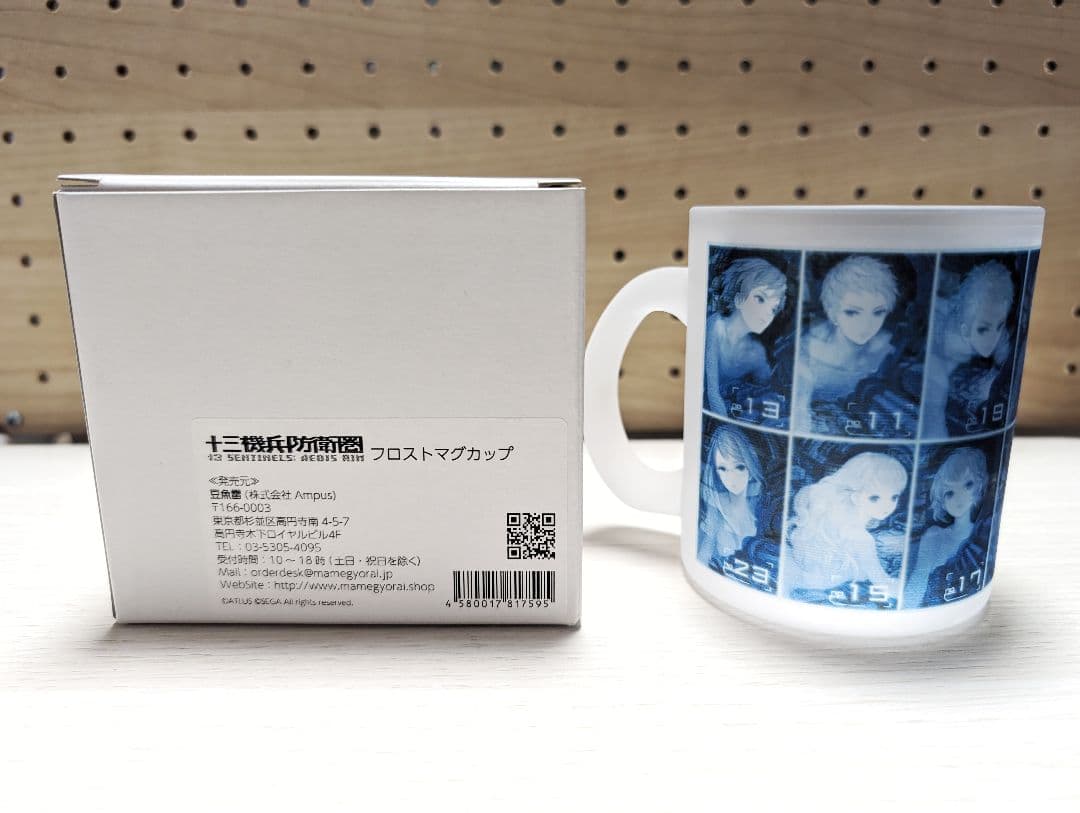 十三機兵防衛圏
13 SENTINELS: AEGIS RIM フロストマグカップ
≪発売元≫
豆魚雷 (株式会社 Ampus)
〒166-0003
東京都杉並区高円寺南 4-5-7
高円寺木下ロイヤルビル4F
TEL : 03-5305-4095
受付時間 : 10 ～ 18 時 (土日・祝日を除く)
Mail : orderdesk@mamegyorai.jp
WebSite : http://www.mamegyorai.shop
©ATLUS ©SEGA All rights reserved.
4 580017 817595
13
11
19
23
15
17